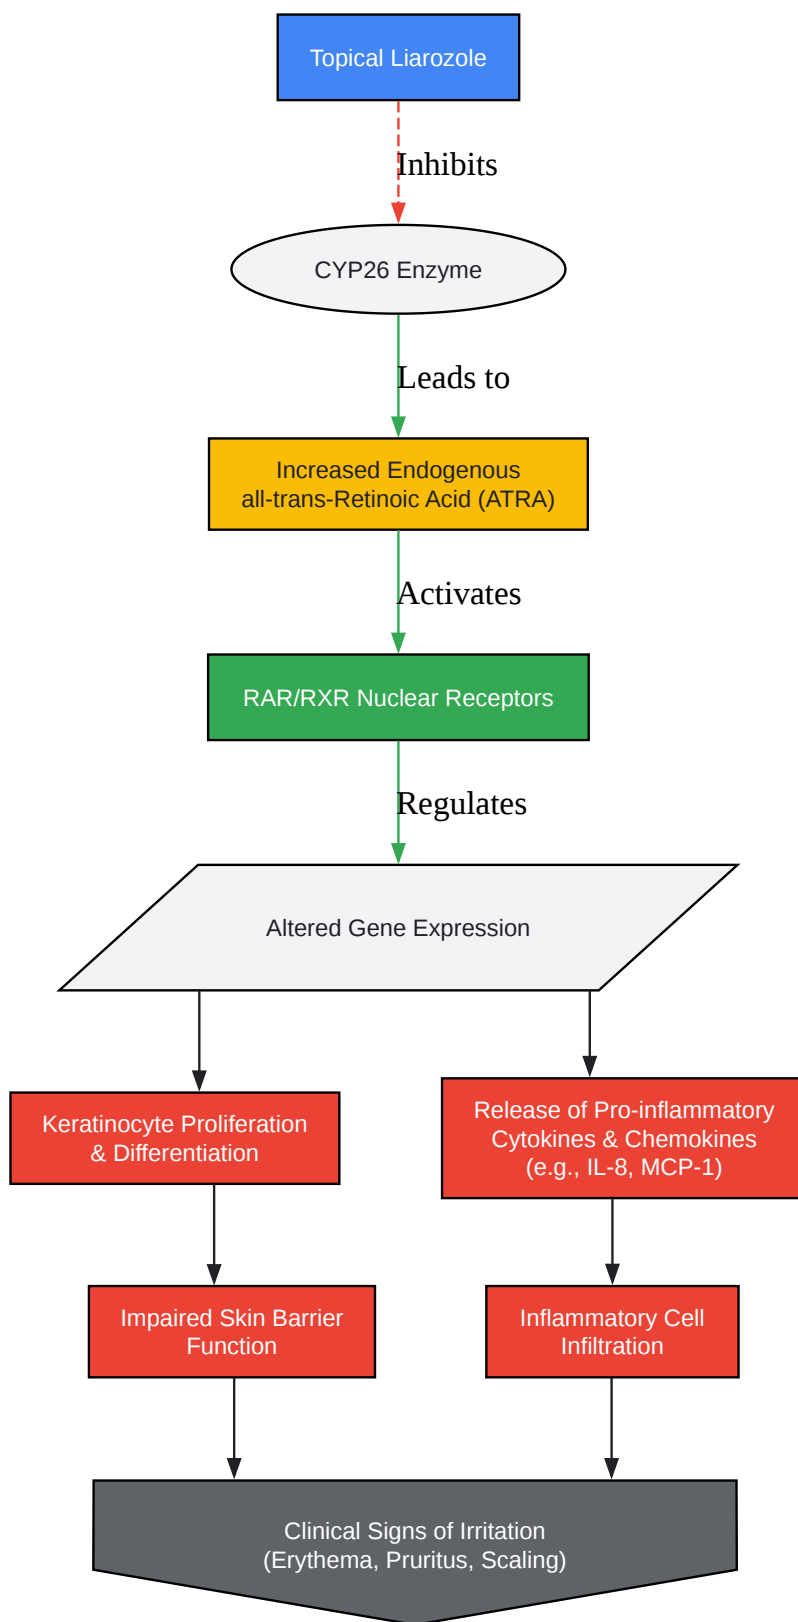 Topical Liarozole
Inhibits
CYP26 Enzyme
Leads to
Increased Endogenous
all-trans-Retinoic Acid (ATRA)
Activates
RAR/RXR Nuclear Receptors
Regulates
Altered Gene Expression
Keratinocyte Proliferation
& Differentiation
Release of Pro-inflammatory
Cytokines & Chemokines
(e.g., IL-8, MCP-1)
Impaired Skin Barrier
Function
Inflammatory Cell
Infiltration
Clinical Signs of Irritation
(Erythema, Pruritus, Scaling)